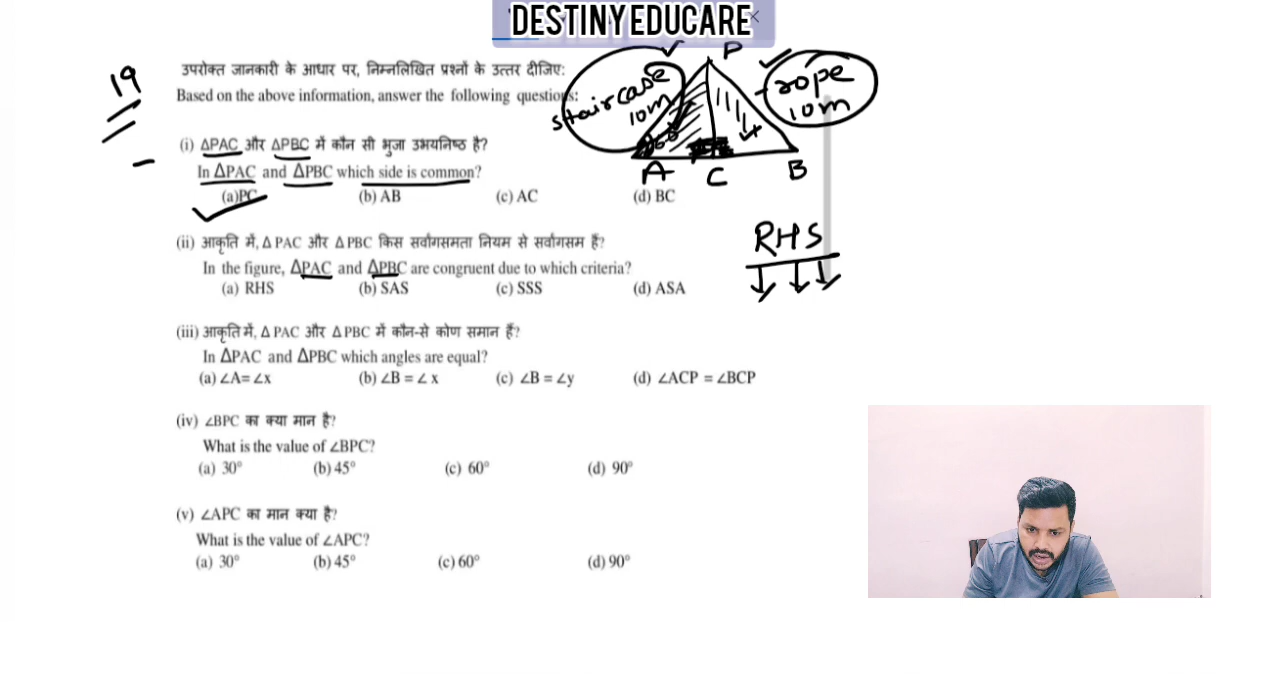 DESTINY EDUCARE
19
उपरोक्त जानकारी के आधार पर, निम्नलिखित प्रश्नों के उत्तर दीजिए:
Based on the above information, answer the following questions:
staircase
10m
P
rope
10m
60°
A
C
B
(i) ΔPAC और ΔPBC में कौन सी भुजा उभयनिष्ठ है?
In ΔPAC and ΔPBC which side is common?
(a)PC (b) AB (c) AC (d) BC
(ii) आकृति में, Δ PAC और Δ PBC किस सर्वांगसमता नियम से सर्वांगसम हैं?
In the figure, ΔPAC and ΔPBC are congruent due to which criteria?
(a) RHS (b) SAS (c) SSS (d) ASA
RHS
(iii) आकृति में, Δ PAC और Δ PBC में कौन-से कोण समान हैं?
In ΔPAC and ΔPBC which angles are equal?
(a) ∠A= ∠x (b) ∠B = ∠ x (c) ∠B = ∠y (d) ∠ACP = ∠BCP
(iv) ∠BPC का क्या मान है?
What is the value of ∠BPC?
(a) 30° (b) 45° (c) 60° (d) 90°
(v) ∠APC का मान क्या है?
What is the value of ∠APC?
(a) 30° (b) 45° (c) 60° (d) 90°